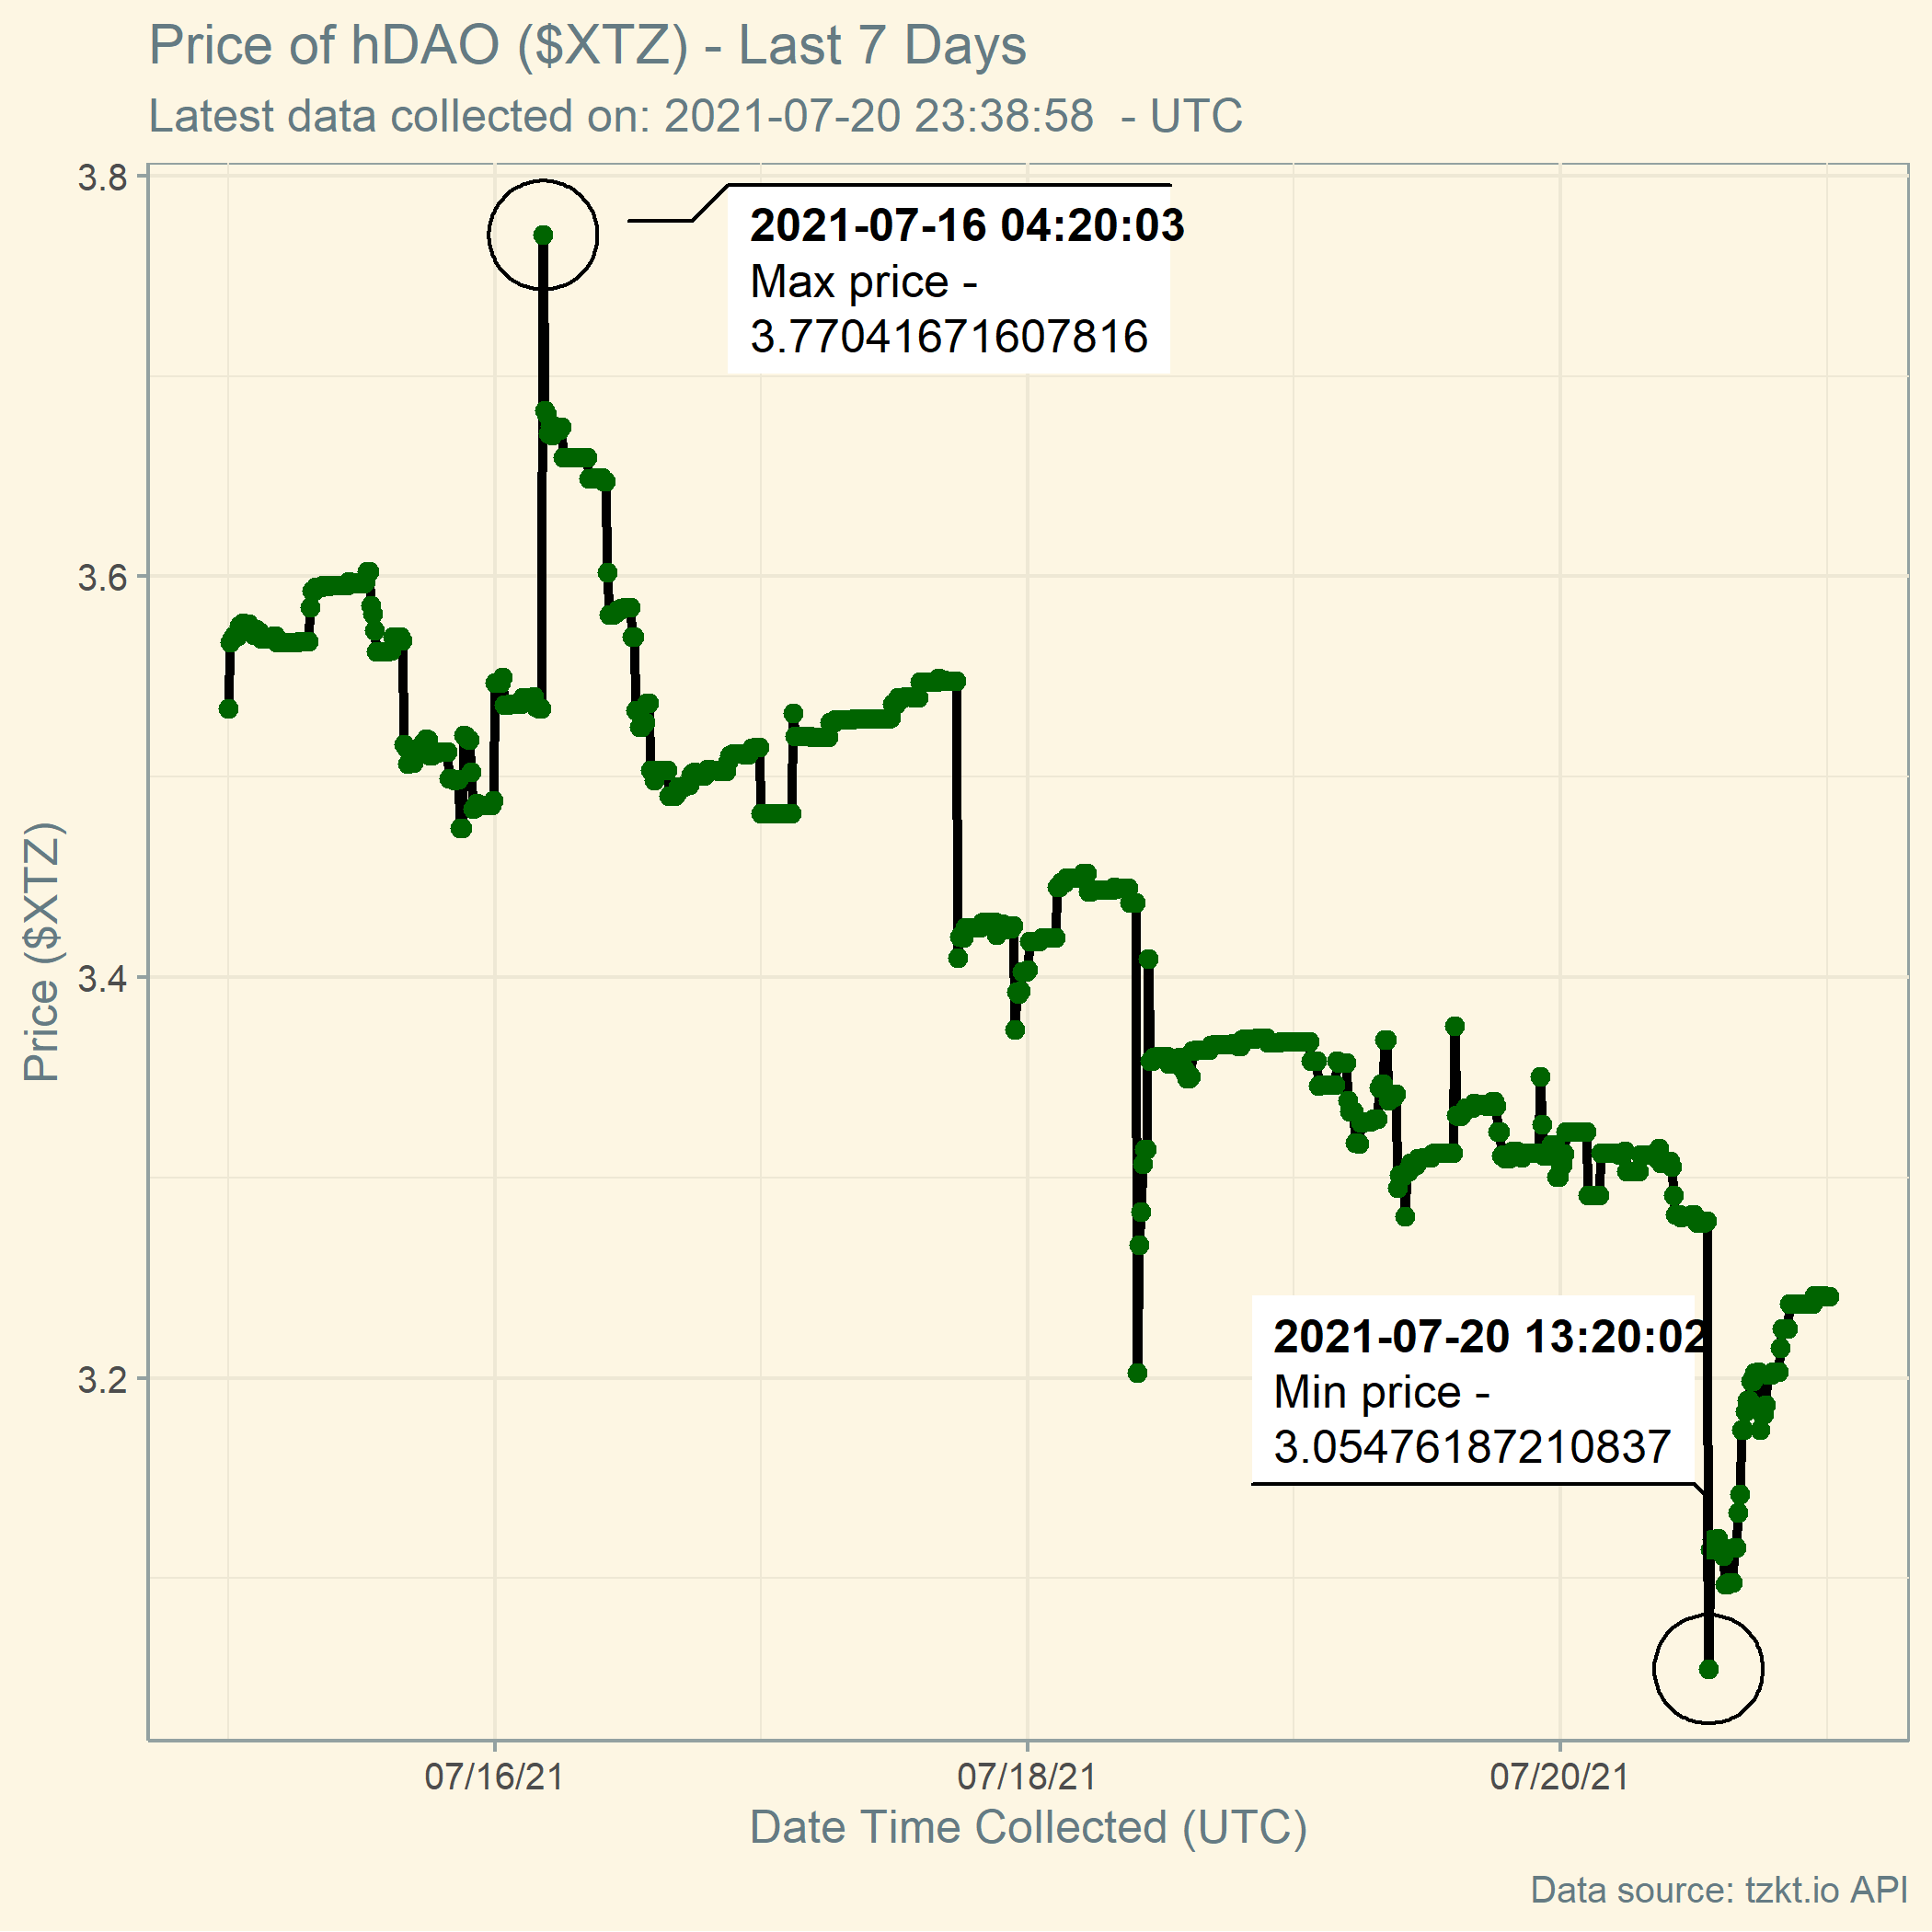 Price of hDAO ($XTZ) - Last 7 Days
Latest data collected on: 2021-07-20 23:38:58  - UTC
3.8
2021-07-16 04:20:03
Max price -
3.77041671607816
3.6
Price ($XTZ)
3.4
2021-07-20 13:20:02
Min price -
3.05476187210837
3.2
07/16/21
07/18/21
07/20/21
Date Time Collected (UTC)
Data source: tzkt.io API